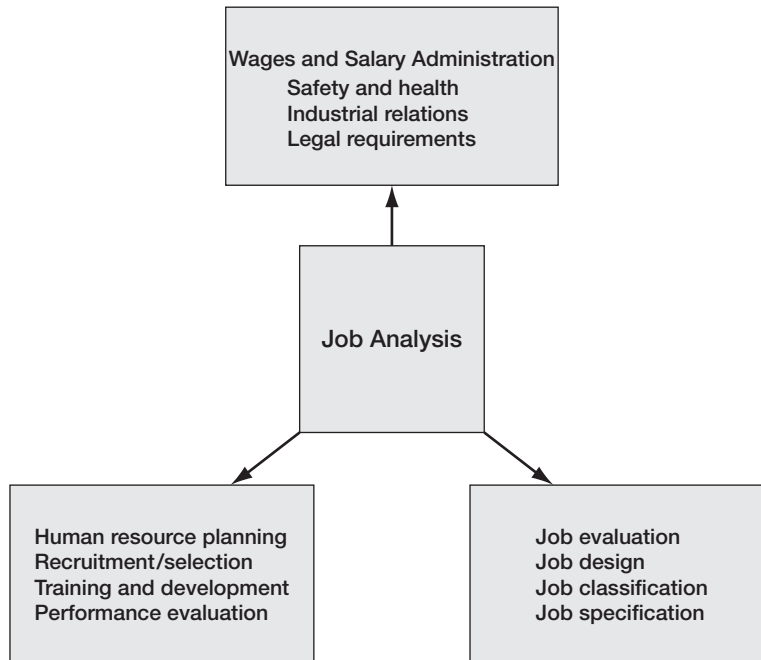 Wages and Salary Administration
Safety and health
Industrial relations
Legal requirements
Job Analysis
Human resource planning
Recruitment/selection
Training and development
Performance evaluation
Job evaluation
Job design
Job classification
Job specification